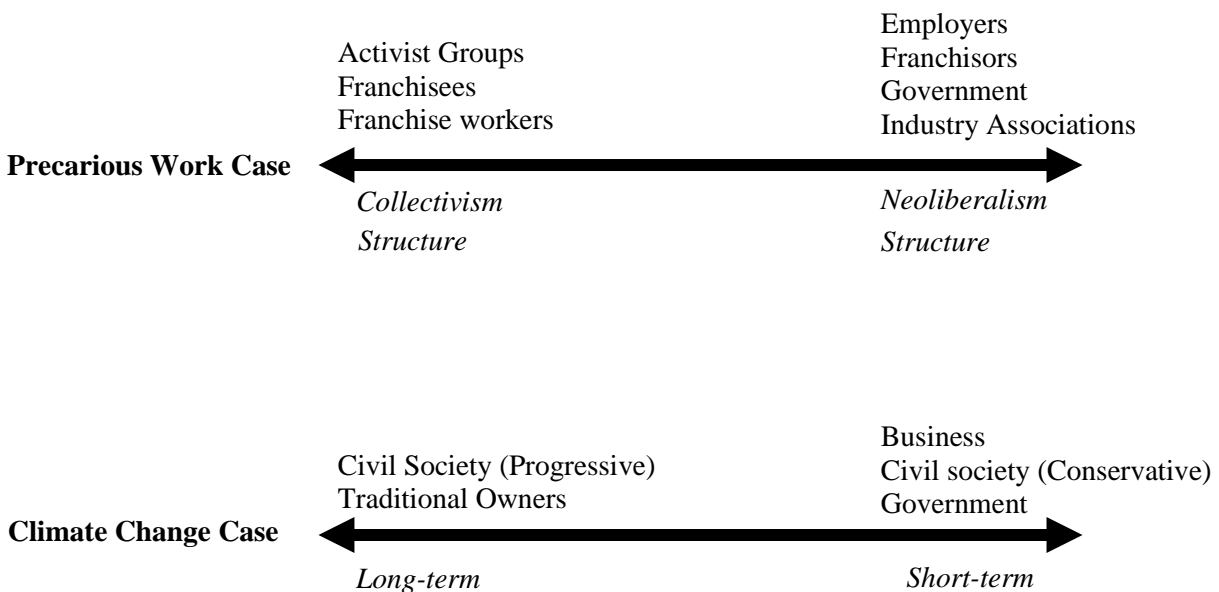 Activist Groups
Franchisees
Franchise workers
Employers
Franchisors
Government
Industry Associations
Precarious Work Case
Collectivism
Structure
Neoliberalism
Structure
Civil Society (Progressive)
Traditional Owners
Business
Civil society (Conservative)
Government
Climate Change Case
Long-term
Short-term